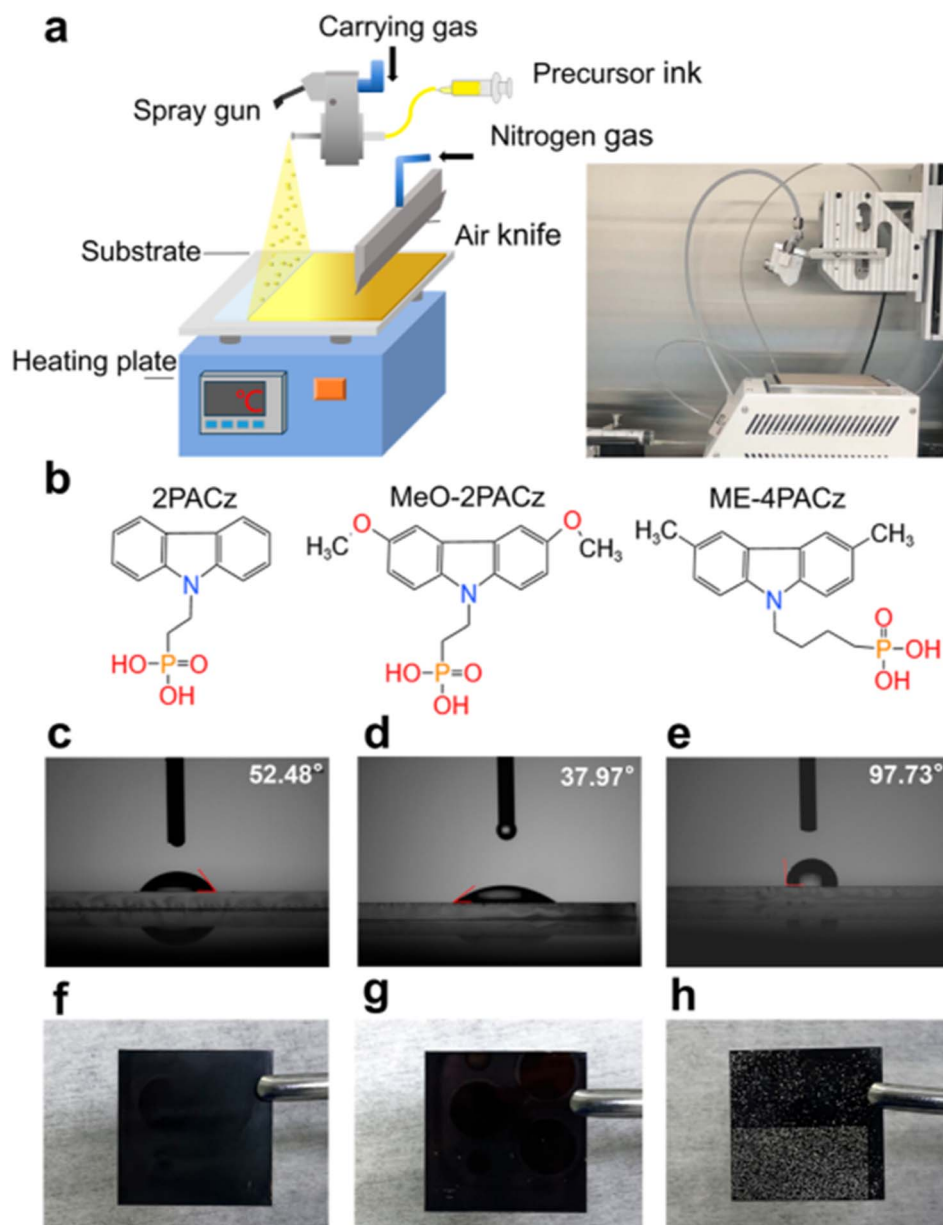 a
Carrying gas
Precursor ink
Spray gun
Nitrogen gas
Substrate
Air knife
Heating plate
°C
b
2PACz
MeO-2PACz
ME-4PACz
N
HO-P=O
OH
H₃C
O
O
CH₃
N
HO-P=O
OH
H₃C
CH₃
N
O
P
OH
OH
c
52.48°
d
37.97°
e
97.73°
f
g
h